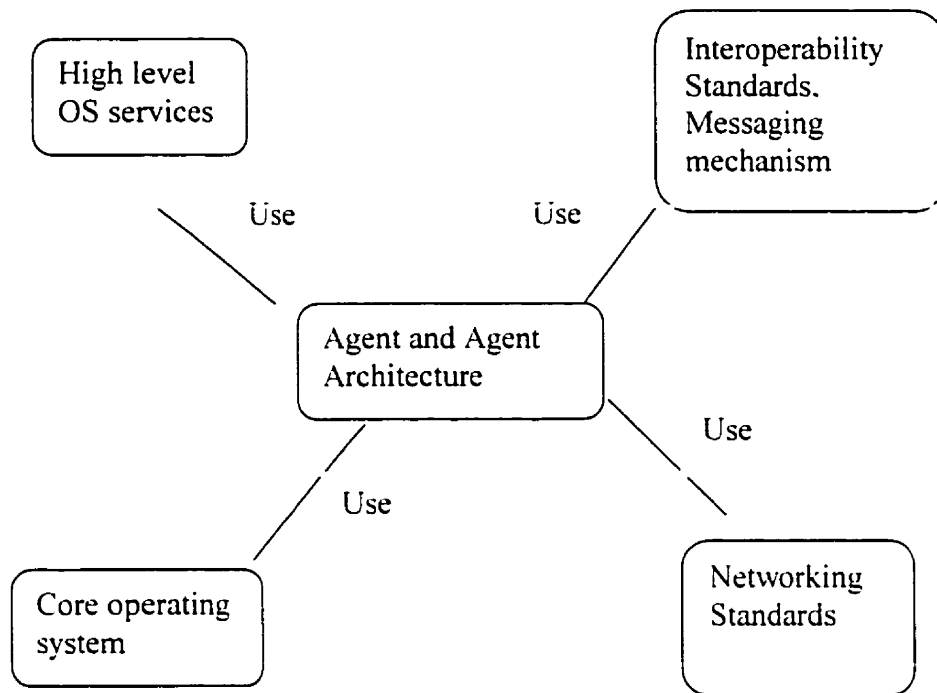 High level
OS services
Interoperability
Standards.
Messaging
mechanism
Use
Use
Agent and Agent
Architecture
Use
Use
Core operating
system
Networking
Standards